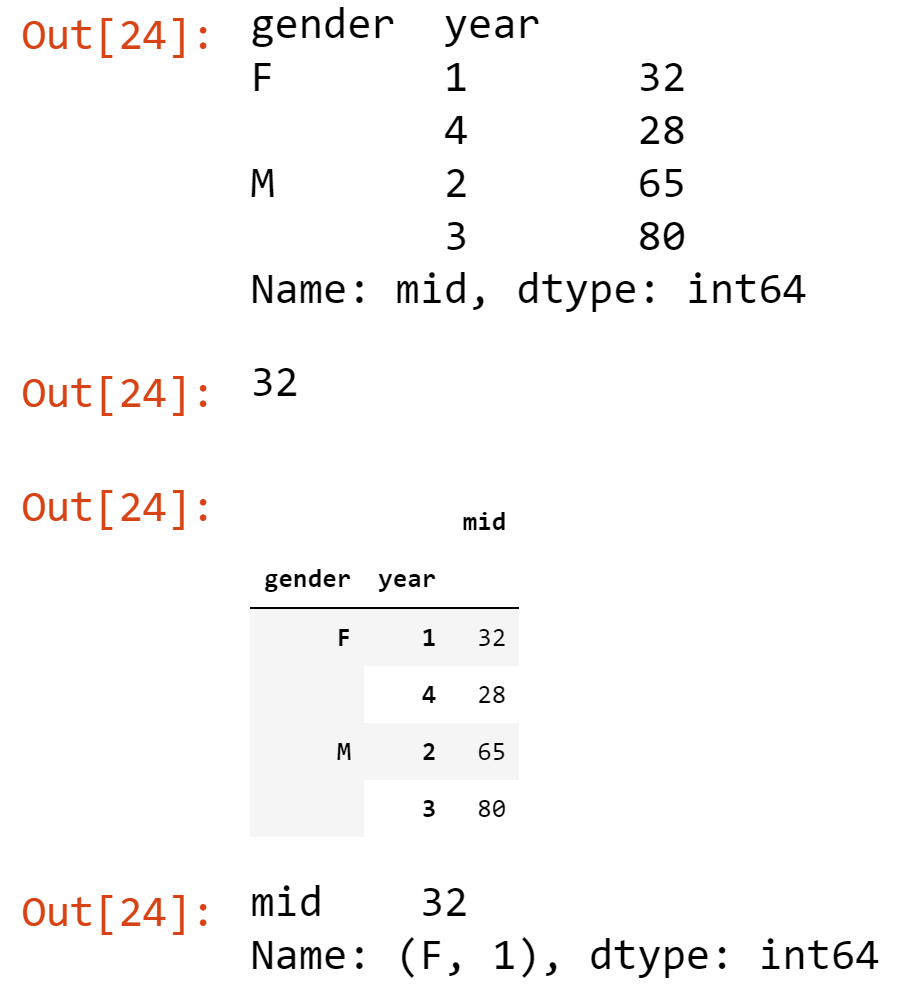 Out[24]: gender year
F 1 32
4 28
M 2 65
3 80
Name: mid, dtype: int64
Out[24]: 32
Out[24]:
mid
gender year
F 1 32
4 28
M 2 65
3 80
Out[24]: mid 32
Name: (F, 1), dtype: int64